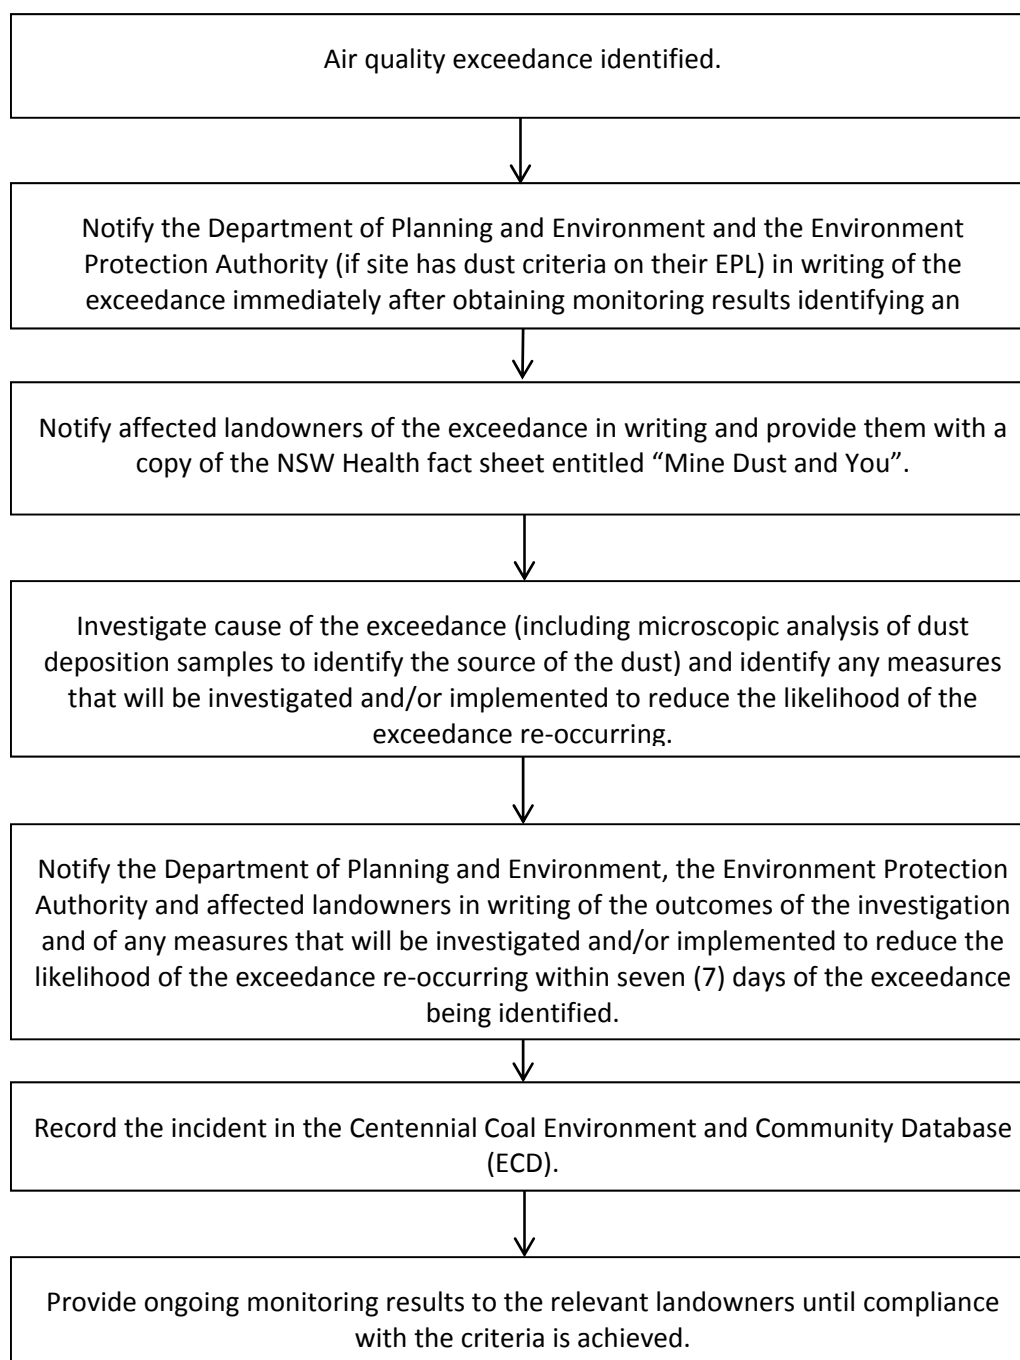 Air quality exceedance identified.
Notify the Department of Planning and Environment and the Environment
Protection Authority (if site has dust criteria on their EPL) in writing of the
exceedance immediately after obtaining monitoring results identifying an
Notify affected landowners of the exceedance in writing and provide them with a
copy of the NSW Health fact sheet entitled “Mine Dust and You”.
Investigate cause of the exceedance (including microscopic analysis of dust
deposition samples to identify the source of the dust) and identify any measures
that will be investigated and/or implemented to reduce the likelihood of the
exceedance re-occurring.
Notify the Department of Planning and Environment, the Environment Protection
Authority and affected landowners in writing of the outcomes of the investigation
and of any measures that will be investigated and/or implemented to reduce the
likelihood of the exceedance re-occurring within seven (7) days of the exceedance
being identified.
Record the incident in the Centennial Coal Environment and Community Database
(ECD).
Provide ongoing monitoring results to the relevant landowners until compliance
with the criteria is achieved.